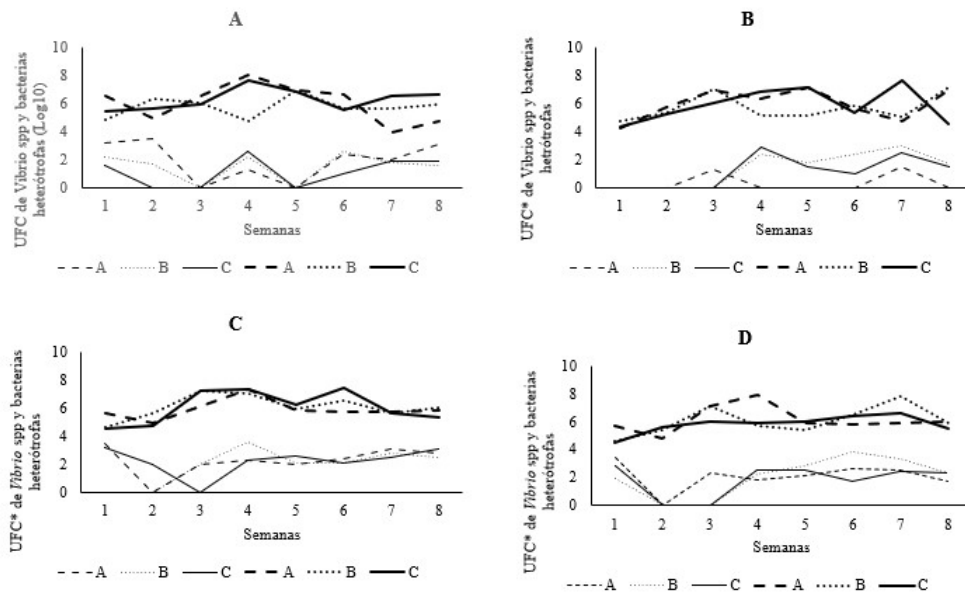 A
UFC de Vibrio spp y bacterias
heterótrofas (Log10)
10
8
6
4
2
0
1 2 3 4 5 6 7 8
Semanas
A B C A B C
B
UFC* de Vibrio spp y bacterias
hetrótrofas
10
8
6
4
2
0
1 2 3 4 5 6 7 8
Semanas
A B C A B C
C
UFC* de Vibrio spp y bacterias
heterótrofas
10
8
6
4
2
0
1 2 3 4 5 6 7 8
Semanas
A B C A B C
D
UFC* de Vibrio spp y bacterias
heterótrofas
10
8
6
4
2
0
1 2 3 4 5 6 7 8
Semanas
A B C A B C